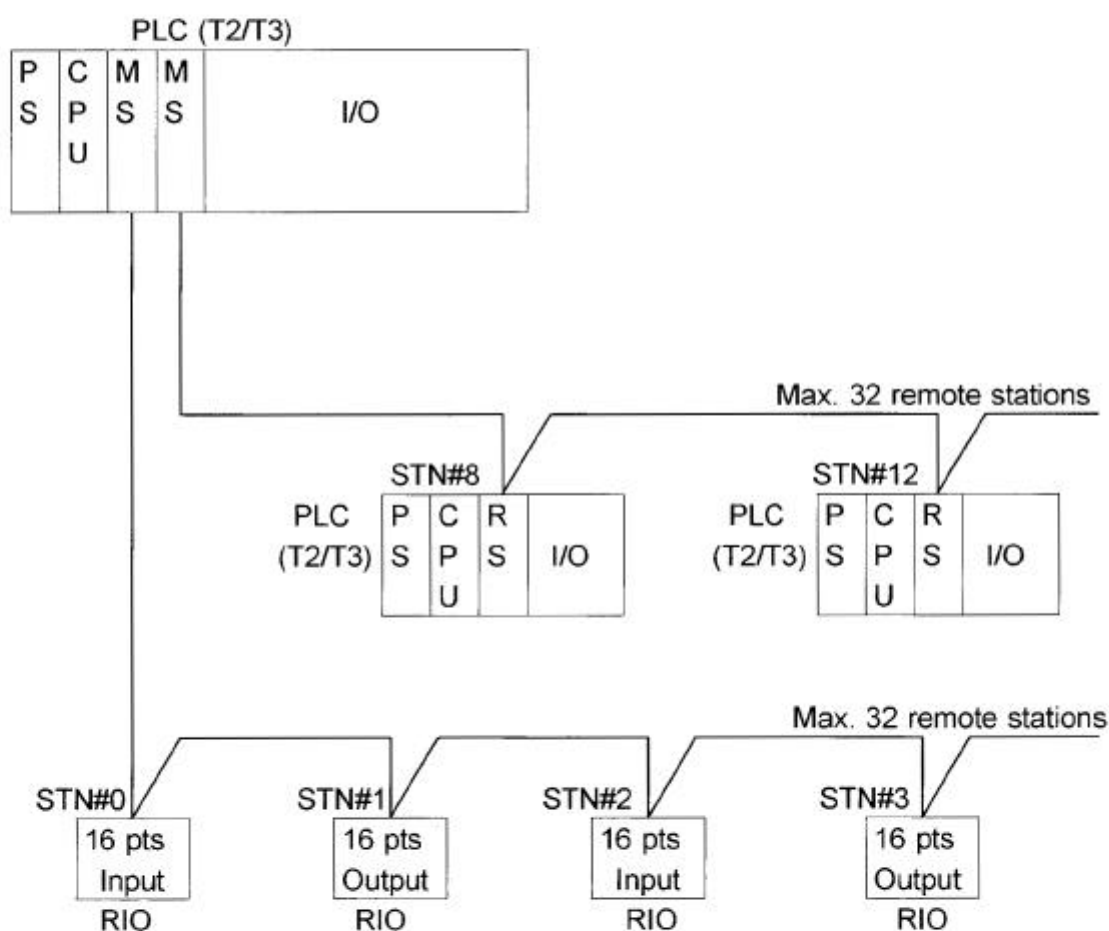 PLC (T2/T3)
P C M M
S P S S I/O
U
Max. 32 remote stations
STN#8 STN#12
PLC P C R PLC P C R
(T2/T3) S P S I/O (T2/T3) S P S I/O
U U
Max. 32 remote stations
STN#0 STN#1 STN#2 STN#3
16 pts 16 pts 16 pts 16 pts
Input Output Input Output
RIO RIO RIO RIO